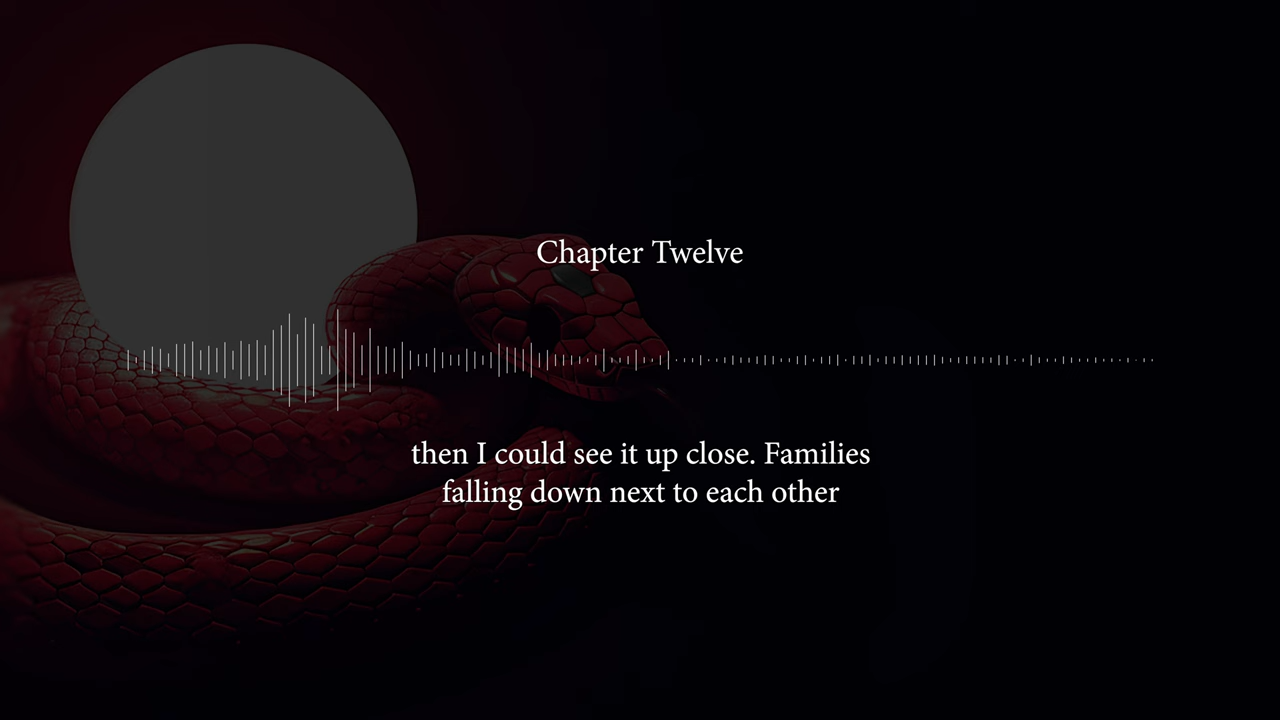 Chapter Twelve
then I could see it up close. Families
falling down next to each other